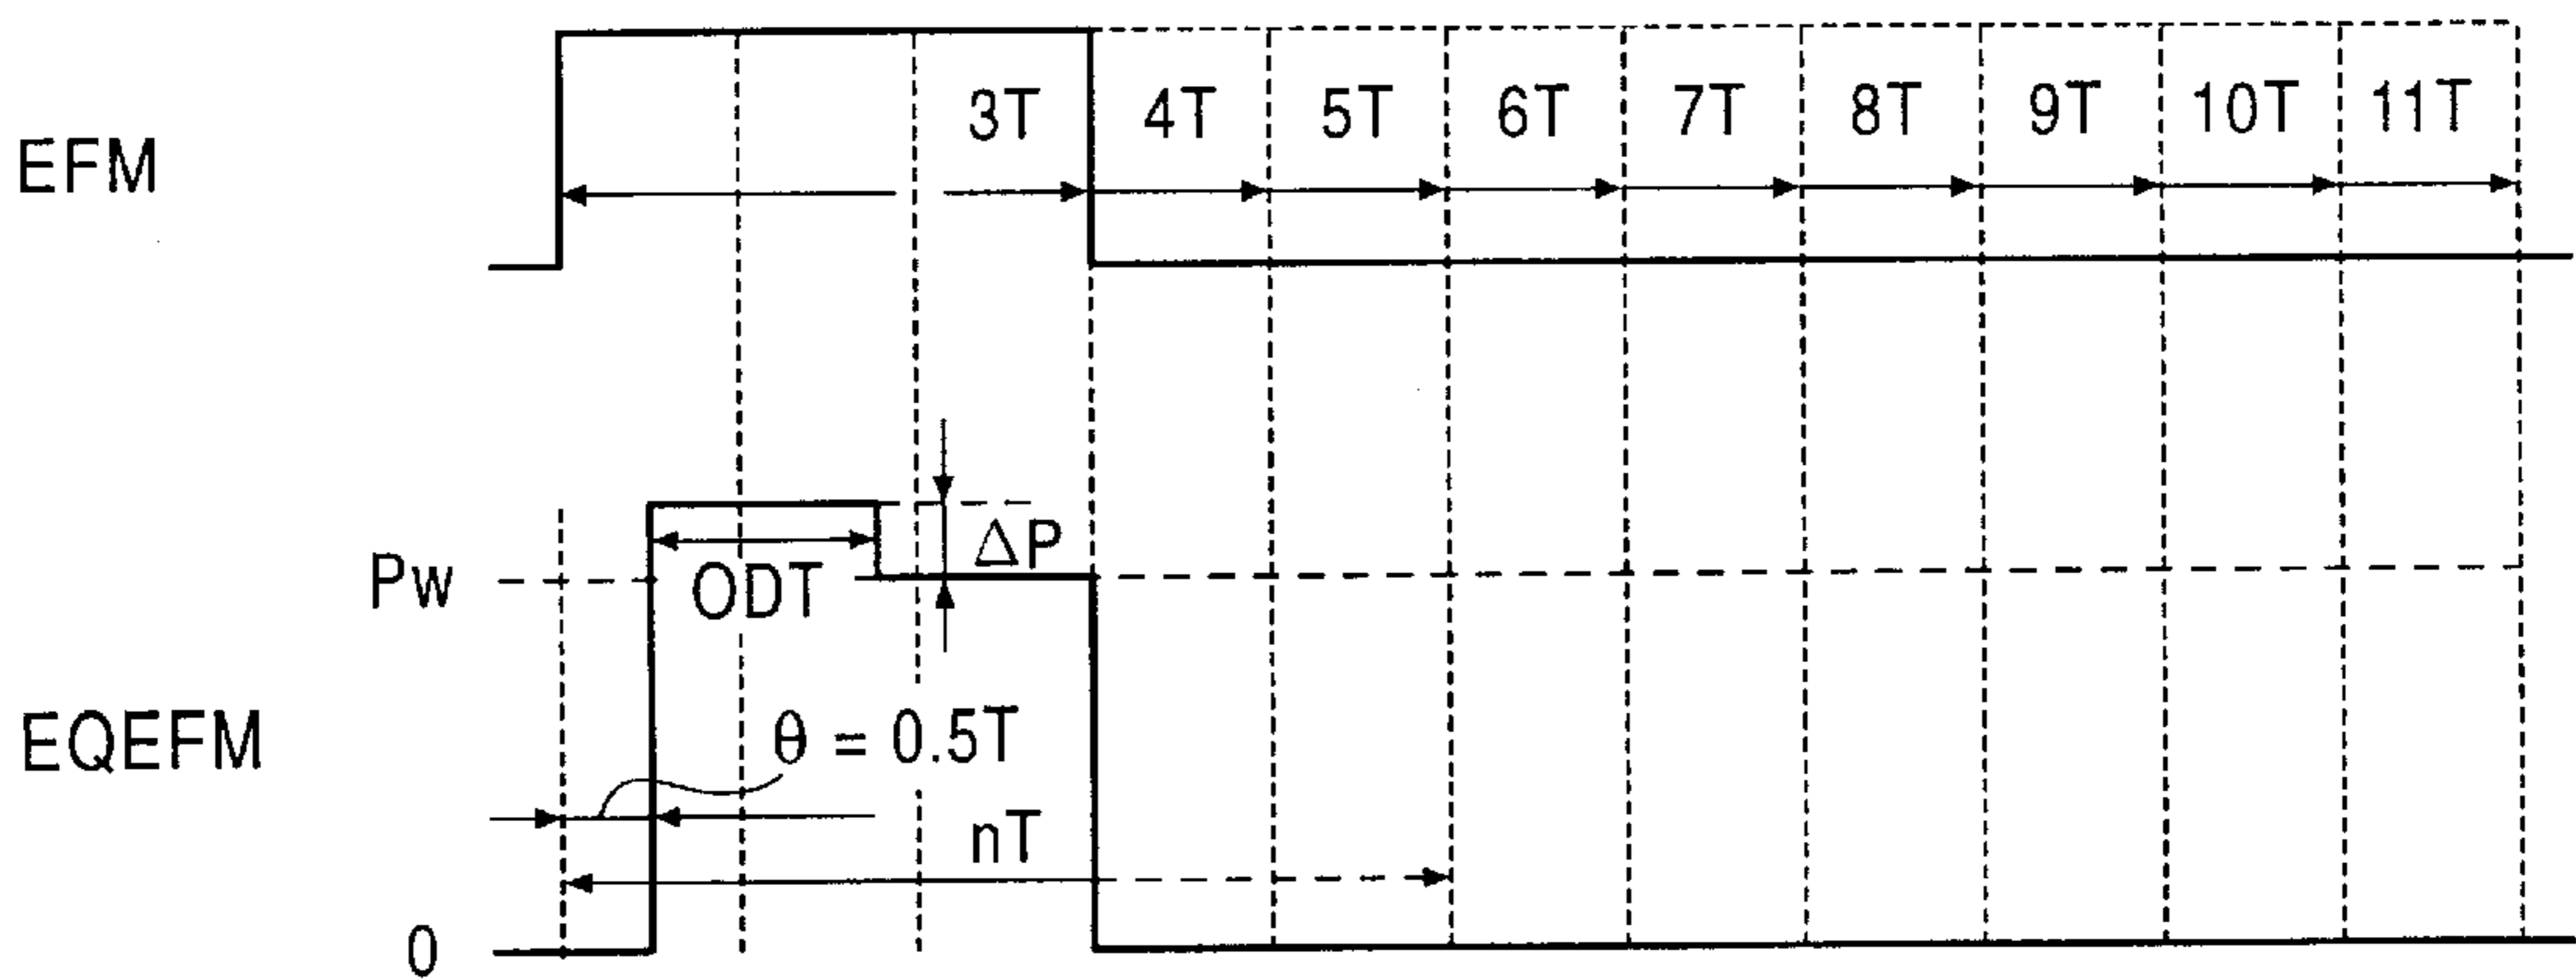 3T 4T 5T 6T 7T 8T 9T 10T 11T
EFM
ΔP
Pw
ODT
θ = 0.5T
EQEFM
nT
0